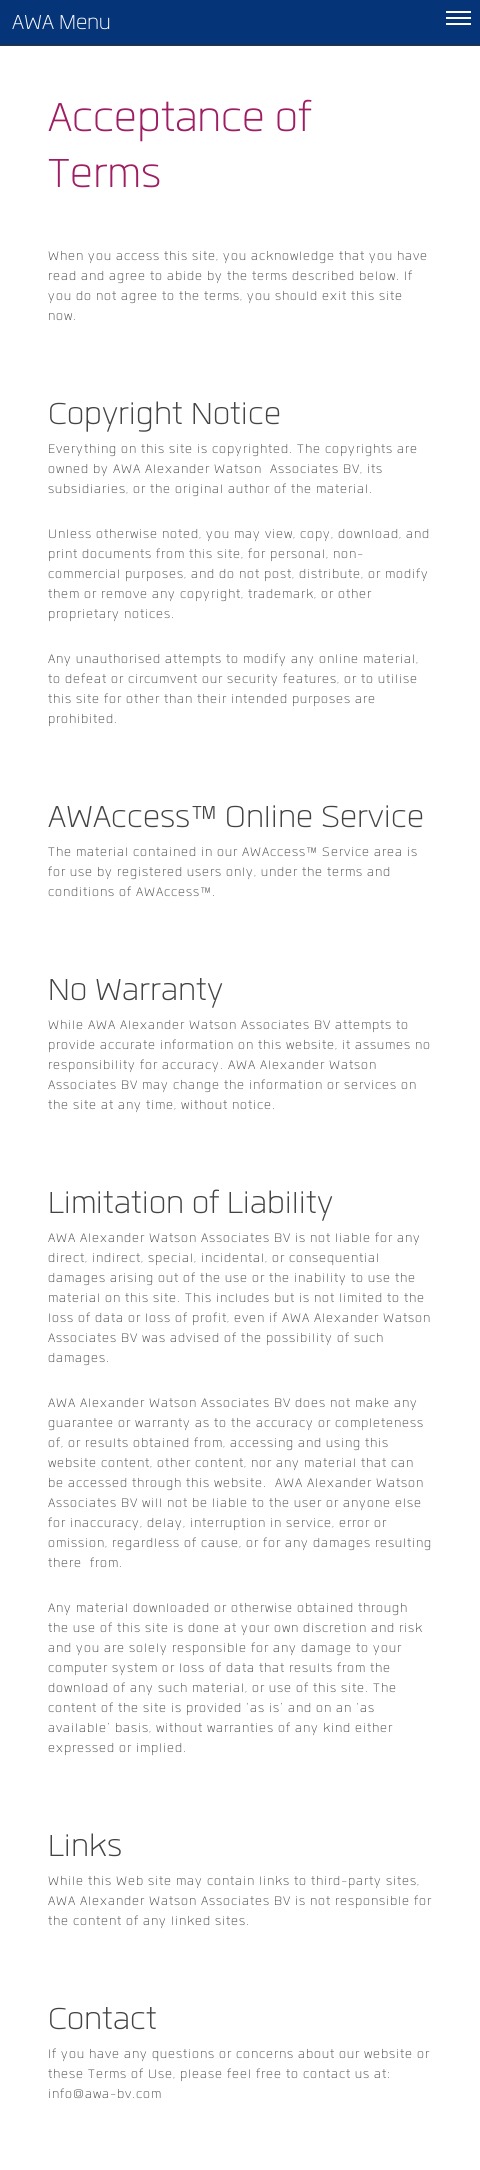 AWA Menu
Acceptance of
Terms
When you access this site, you acknowledge that you have
read and agree to abide by the terms described below. If
you do not agree to the terms, you should exit this site
now.
Copyright Notice
Everything on this site is copyrighted. The copyrights are
owned by AWA Alexander Watson  Associates BV, its
subsidiaries, or the original author of the material.
Unless otherwise noted, you may view, copy, download, and
print documents from this site, for personal, non-
commercial purposes, and do not post, distribute, or modify
them or remove any copyright, trademark, or other
proprietary notices.
Any unauthorised attempts to modify any online material,
to defeat or circumvent our security features, or to utilise
this site for other than their intended purposes are
prohibited.
AWAccess™ Online Service
The material contained in our AWAccess™ Service area is
for use by registered users only, under the terms and
conditions of AWAccess™.
No Warranty
While AWA Alexander Watson Associates BV attempts to
provide accurate information on this website, it assumes no
responsibility for accuracy. AWA Alexander Watson
Associates BV may change the information or services on
the site at any time, without notice.
Limitation of Liability
AWA Alexander Watson Associates BV is not liable for any
direct, indirect, special, incidental, or consequential
damages arising out of the use or the inability to use the
material on this site. This includes but is not limited to the
loss of data or loss of profit, even if AWA Alexander Watson
Associates BV was advised of the possibility of such
damages.
AWA Alexander Watson Associates BV does not make any
guarantee or warranty as to the accuracy or completeness
of, or results obtained from, accessing and using this
website content, other content, nor any material that can
be accessed through this website.  AWA Alexander Watson
Associates BV will not be liable to the user or anyone else
for inaccuracy, delay, interruption in service, error or
omission, regardless of cause, or for any damages resulting
there  from.
Any material downloaded or otherwise obtained through
the use of this site is done at your own discretion and risk
and you are solely responsible for any damage to your
computer system or loss of data that results from the
download of any such material, or use of this site. The
content of the site is provided 'as is' and on an 'as
available' basis, without warranties of any kind either
expressed or implied.
Links
While this Web site may contain links to third-party sites,
AWA Alexander Watson Associates BV is not responsible for
the content of any linked sites.
Contact
If you have any questions or concerns about our website or
these Terms of Use, please feel free to contact us at:
info@awa-bv.com